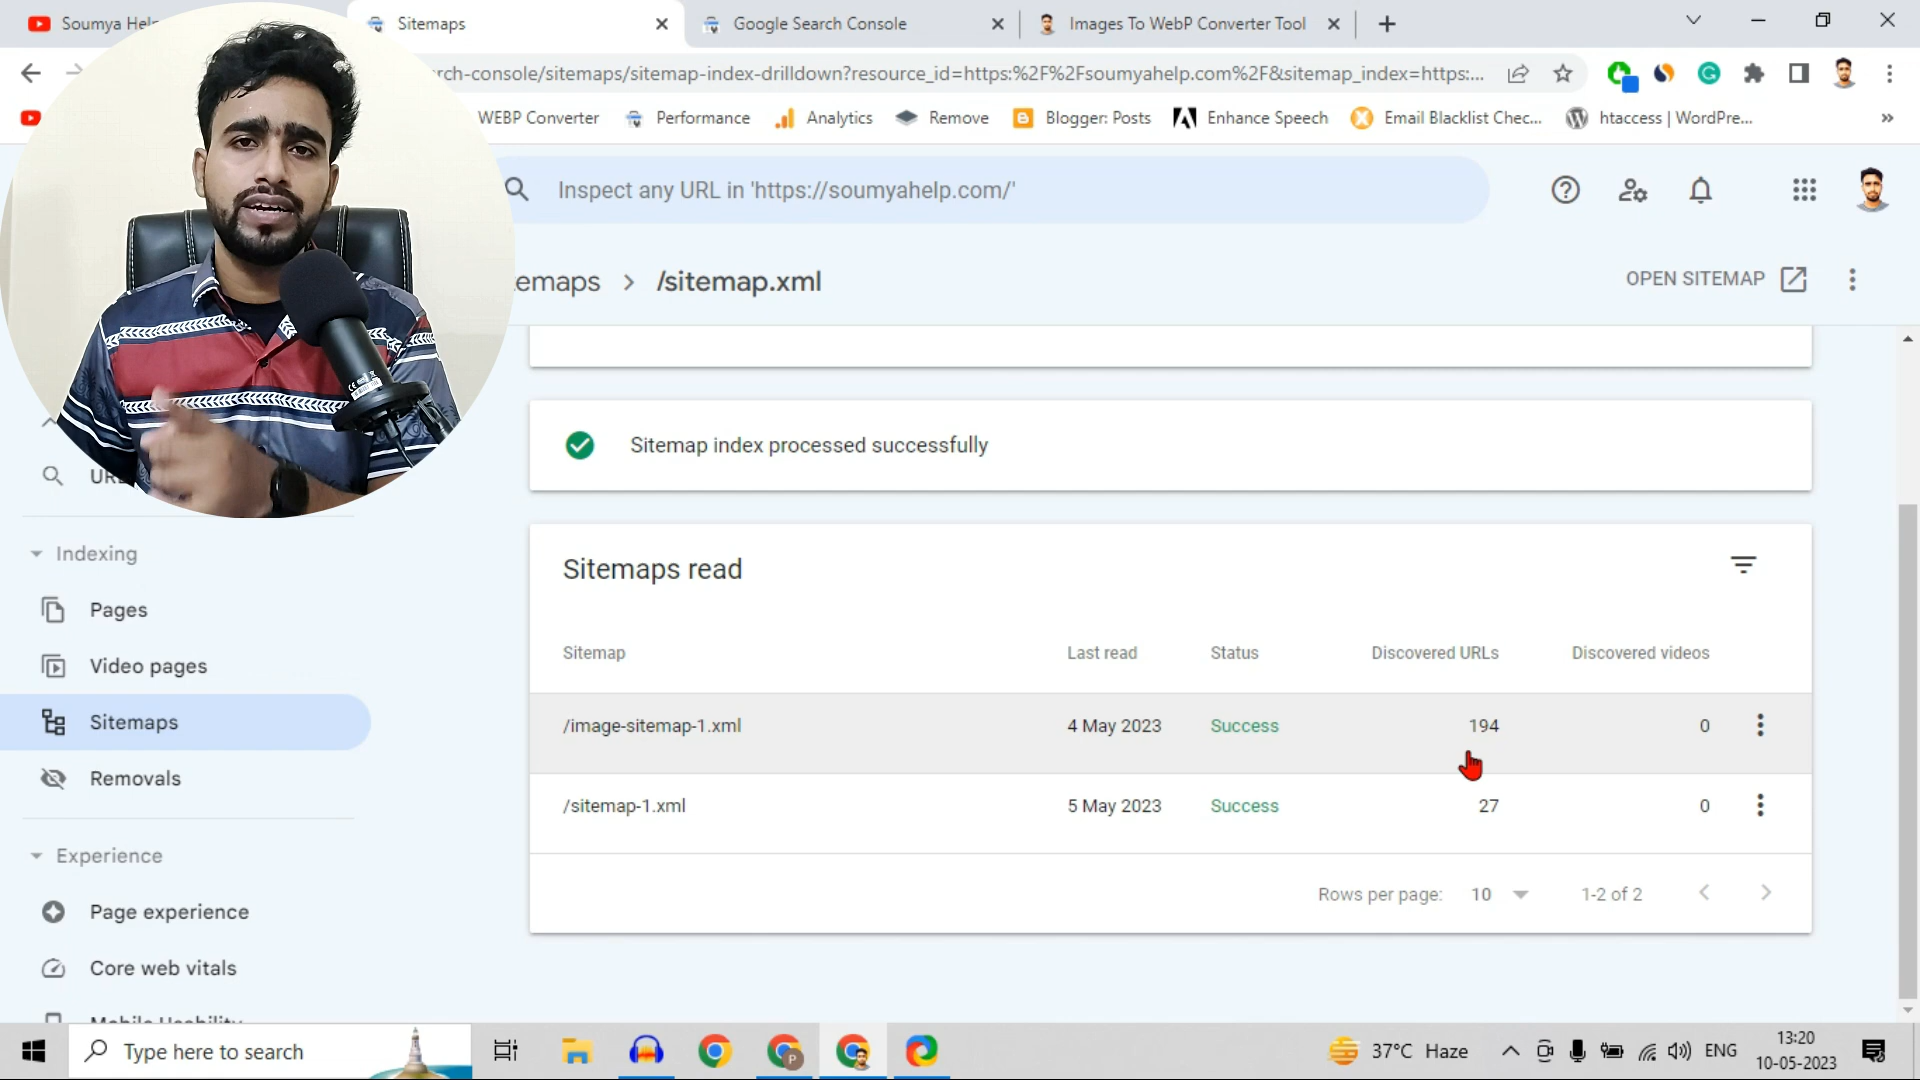 Soumya Hel
Sitemaps
Google Search Console
Images To WebP Converter Tool
rch-console/sitemaps/sitemap-index-drilldown?resource_id=https:%2F%2Fsoumyahelp.com%2F&sitemap_index=https:...
WEBP Converter
Performance
Analytics
Remove
Blogger: Posts
Enhance Speech
Email Blacklist Chec...
htaccess | WordPre...
»
Inspect any URL in 'https://soumyahelp.com/'
temaps > /sitemap.xml
OPEN SITEMAP
Sitemap index processed successfully
URL
Indexing
Pages
Video pages
Sitemaps
Removals
Experience
Page experience
Core web vitals
Mobile Usability
Sitemaps read
Sitemap Last read Status Discovered URLs Discovered videos
/image-sitemap-1.xml 4 May 2023 Success 194 0
/sitemap-1.xml 5 May 2023 Success 27 0
Rows per page: 10 1-2 of 2
Type here to search
P
37°C Haze
ENG
13:20
10-05-2023